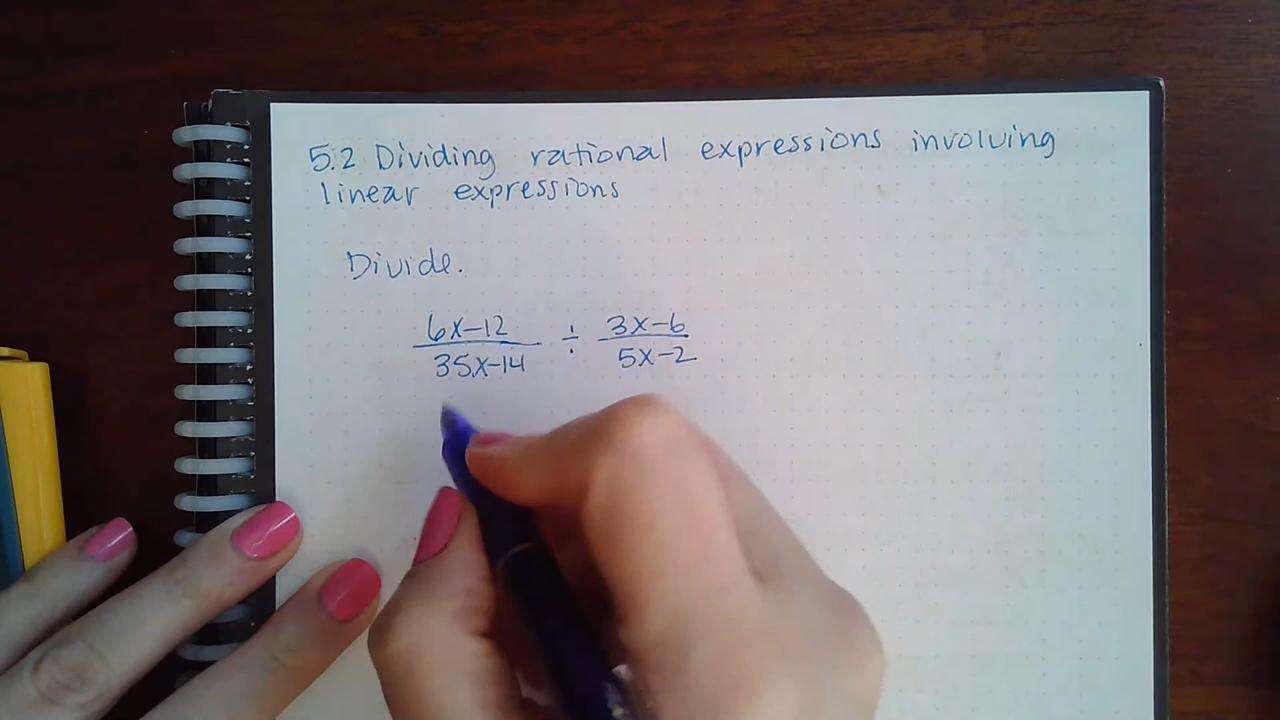 5.2 Dividing rational expressions involving
linear expressions
Divide.
6x-12 3x-6
÷
35x-14 5x-2